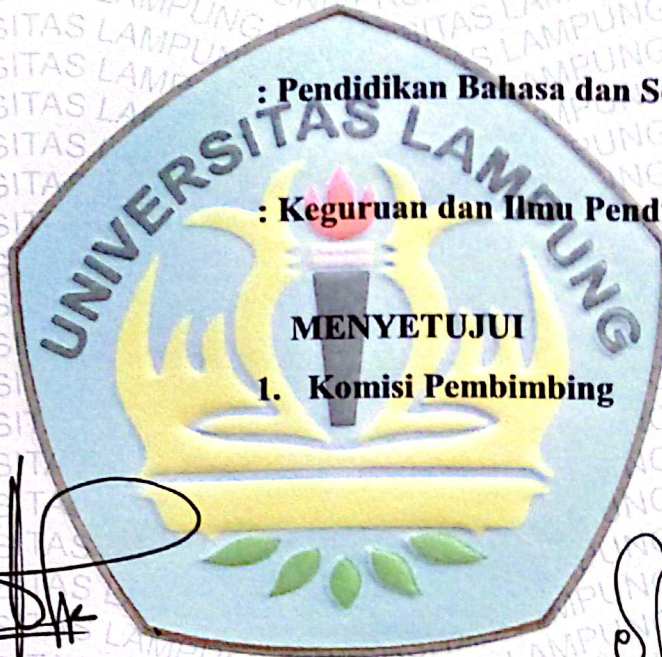 : Pendidikan Bahasa dan S
UNIVERSITAS LAMPUNG
: Keguruan dan Ilmu Pend
MENYETUJUI
1. Komisi Pembimbing